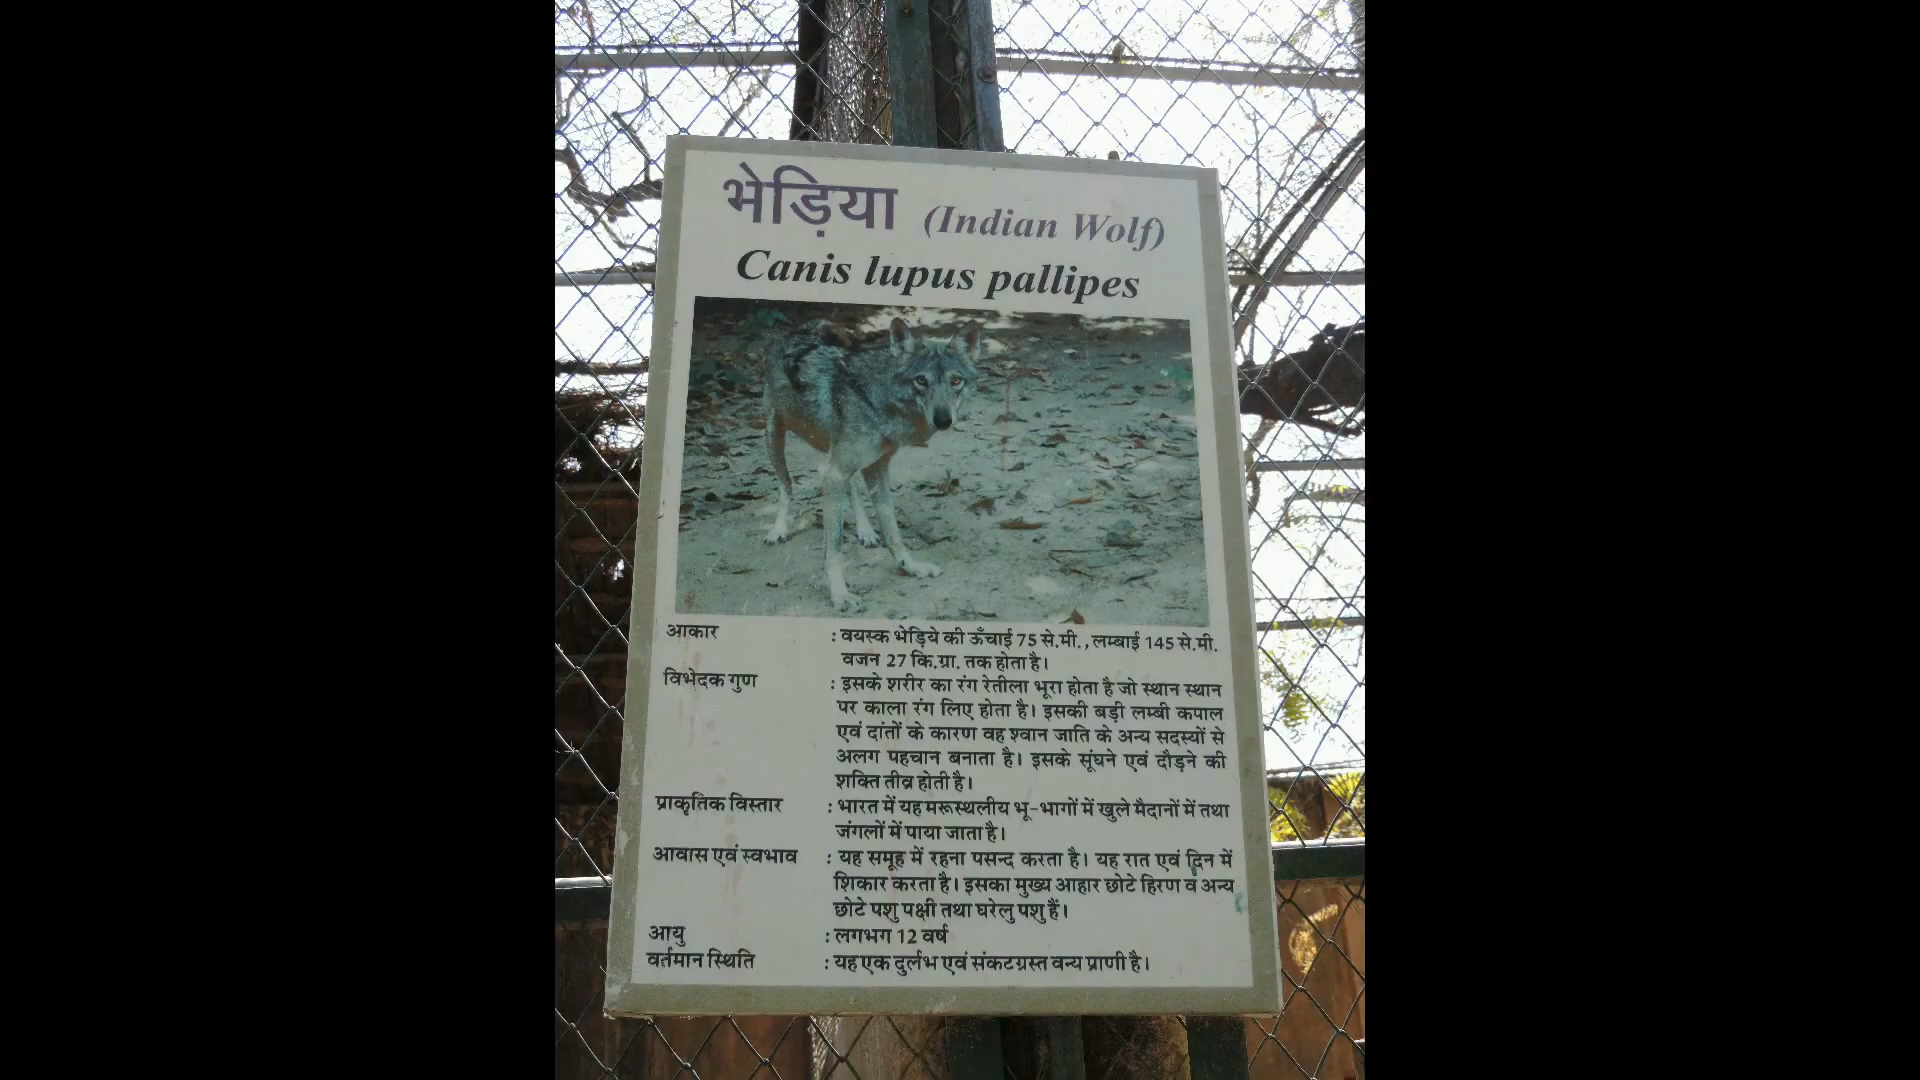 भेड़िया (Indian Wolf)
Canis lupus pallipes
आकार : वयस्क भेड़िये की ऊँचाई 75 से.मी., लम्बाई 145 से.मी.
वजन 27 कि.ग्रा. तक होता है।
विभेदक गुण : इसके शरीर का रंग रेतीला भूरा होता है जो स्थान स्थान
पर काला रंग लिए होता है। इसकी बड़ी लम्बी कपाल
एवं दांतों के कारण वह श्वान जाति के अन्य सदस्यों से
अलग पहचान बनाता है। इसके सूंघने एवं दौड़ने की
शक्ति तीव्र होती है।
प्राकृतिक विस्तार : भारत में यह मरूस्थलीय भू-भागों में खुले मैदानों में तथा
जंगलों में पाया जाता है।
आवास एवं स्वभाव : यह समूह में रहना पसन्द करता है। यह रात एवं दिन में
शिकार करता है। इसका मुख्य आहार छोटे हिरण व अन्य
छोटे पशु पक्षी तथा घरेलु पशु हैं।
आयु : लगभग 12 वर्ष
वर्तमान स्थिति : यह एक दुर्लभ एवं संकटग्रस्त वन्य प्राणी है।